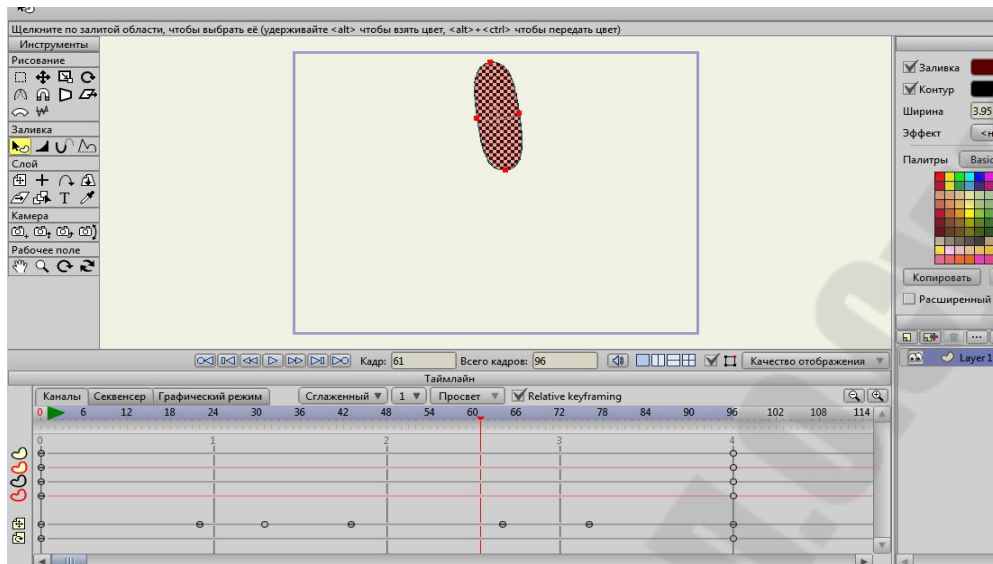 Щелкните по залитой области, чтобы выбрать её (удерживайте <alt> чтобы взять цвет, <alt>+<ctrl> чтобы передать цвет)
Инструменты
Рисование
Заливка
Слой
T
Камера
Рабочее поле
Заливка
Контур
Ширина 3.95
Эффект <н
Палитры Basic
Копировать
Расширенный
Layer 1
Кадр: 61 Всего кадров: 96 Качество отображения
Таймлайн
Каналы Секвенсер Графический режим Сглаженный 1 Просвет Relative keyframing
0 6 12 18 24 30 36 42 48 54 60 66 72 78 84 90 96 102 108 114
0 1 2 3 4